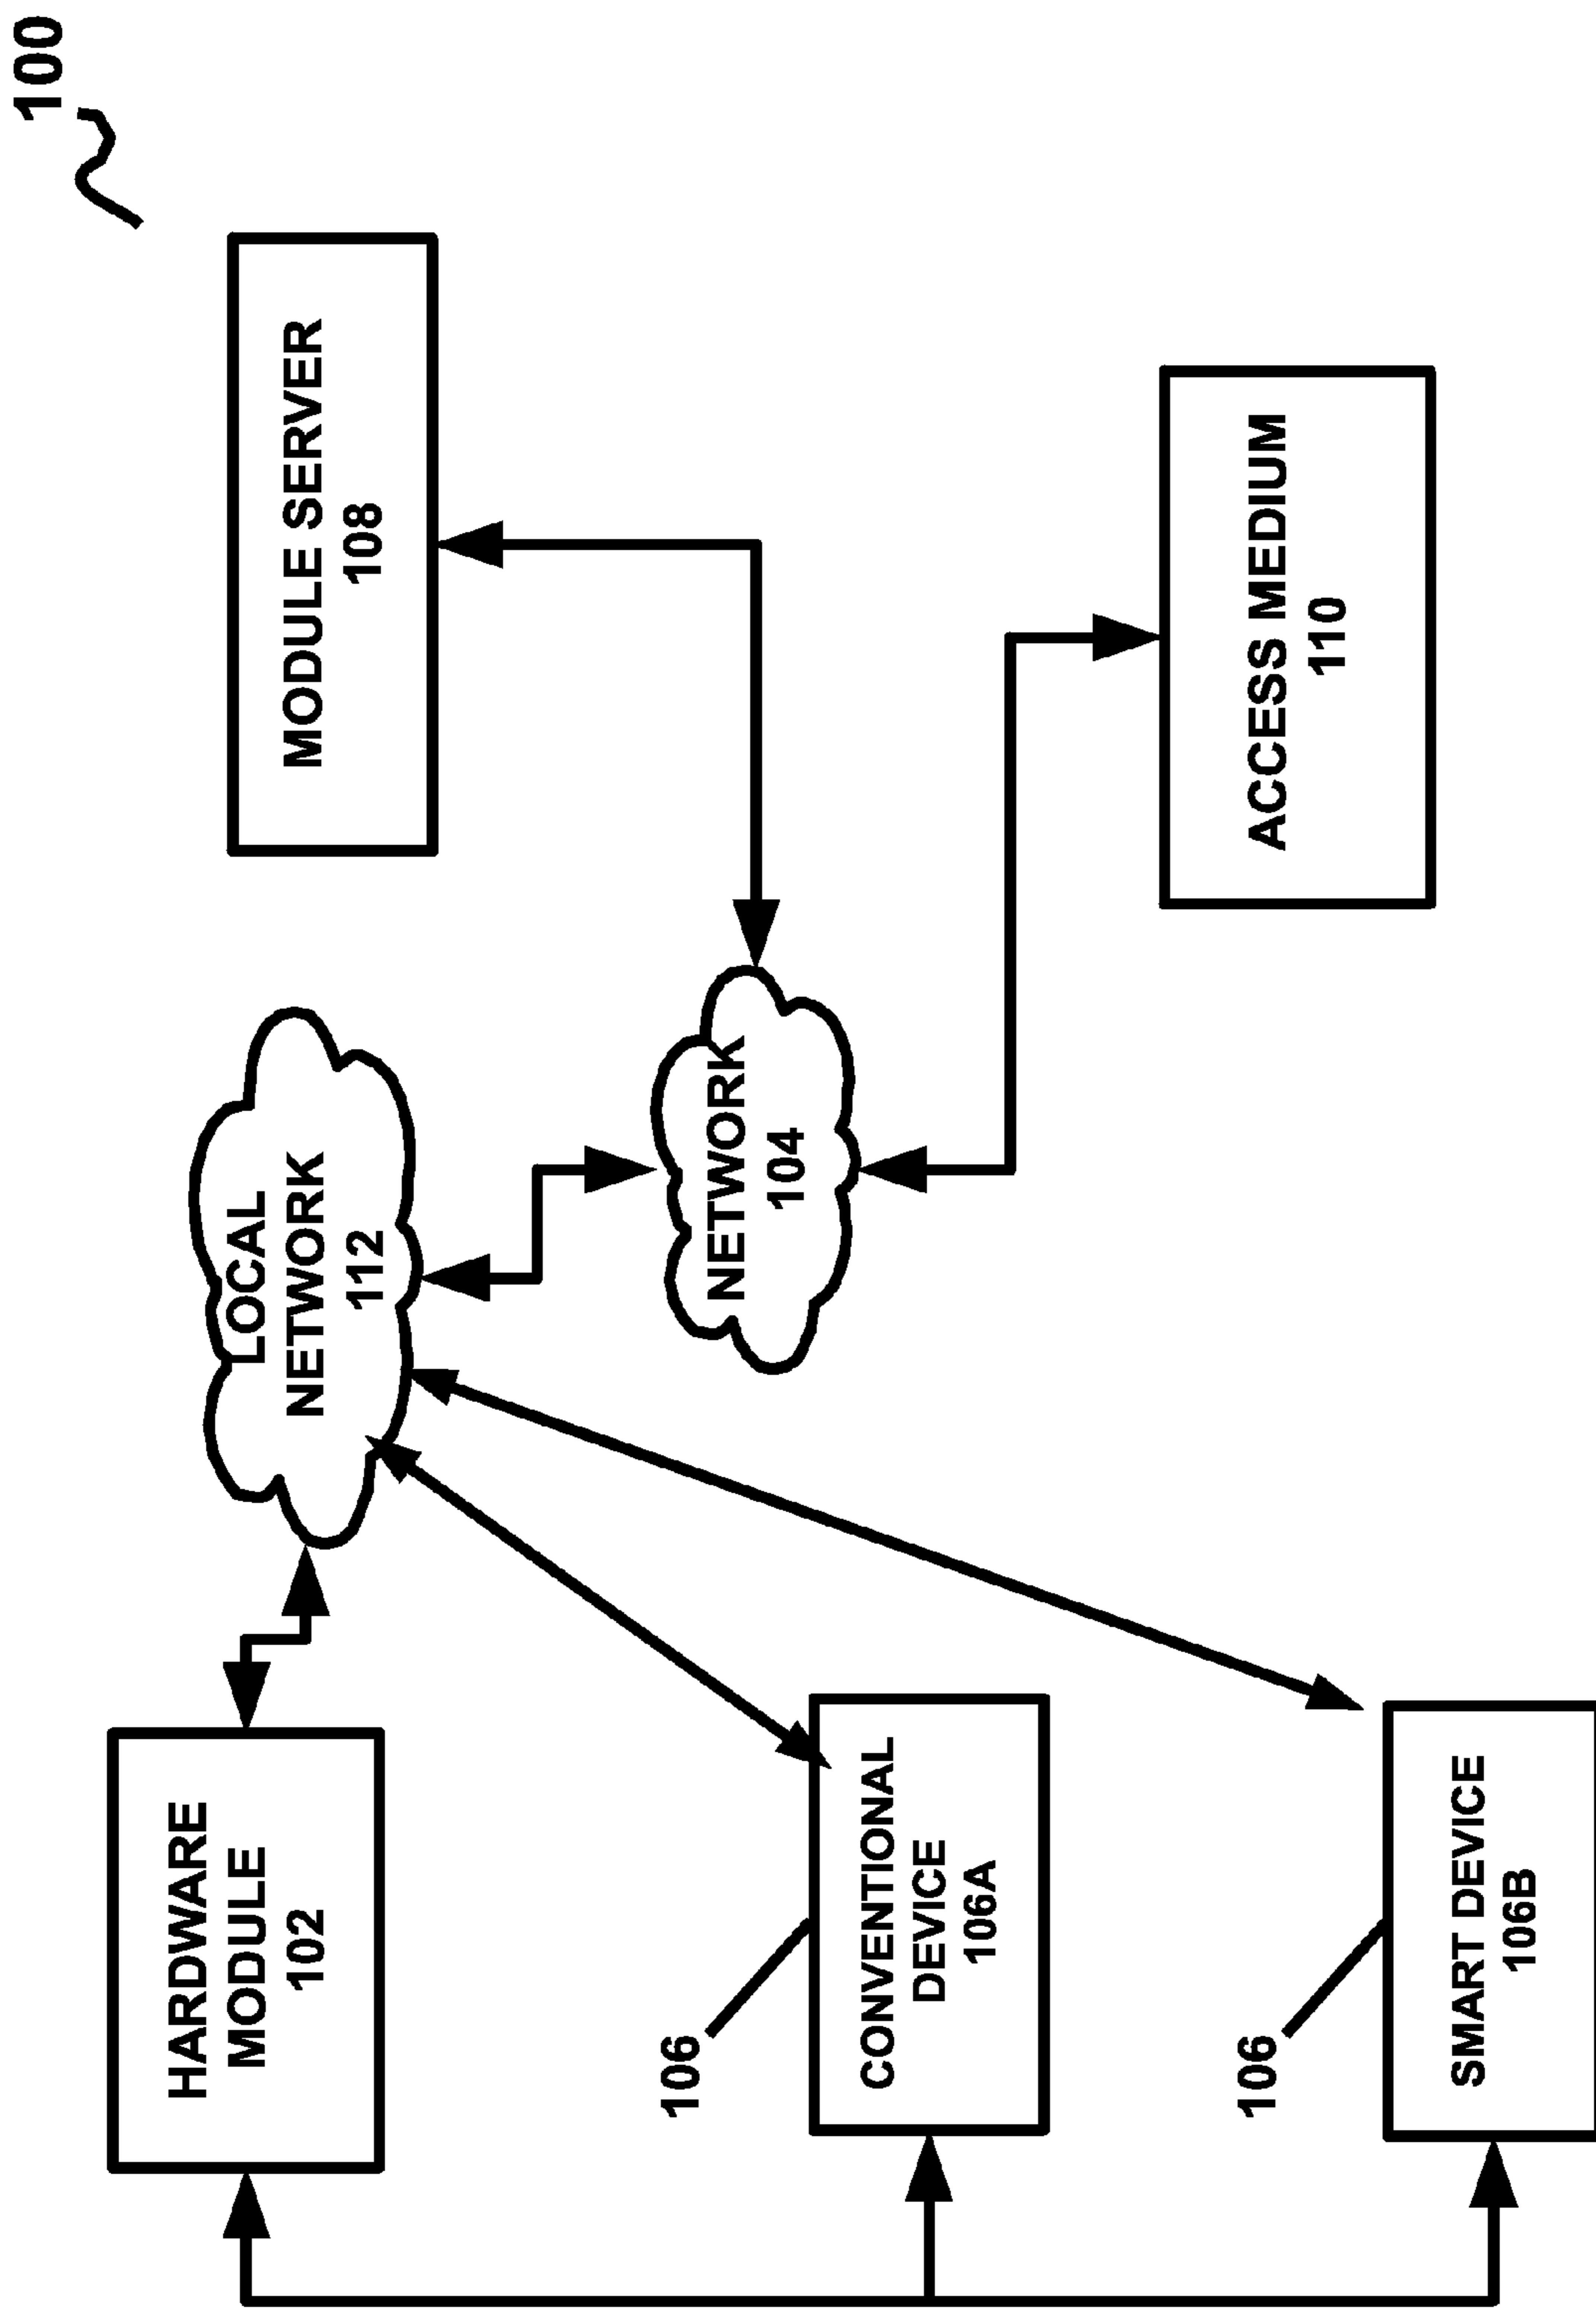 100
HARDWARE
MODULE
102
LOCAL
NETWORK
112
MODULE SERVER
108
106
CONVENTIONAL
DEVICE
106A
NETWORK
104
106
SMART DEVICE
106B
ACCESS MEDIUM
110